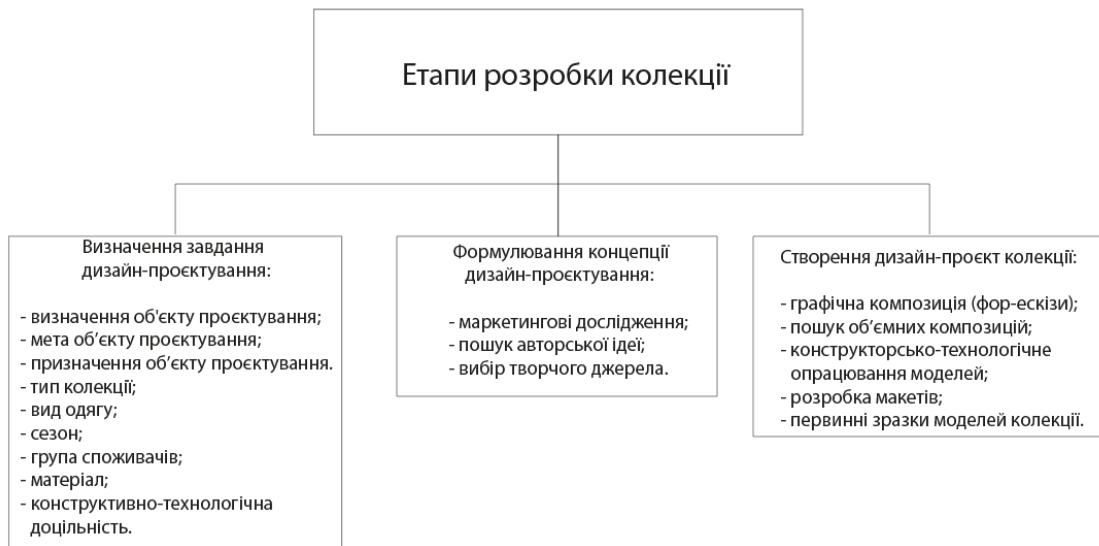 Етапи розробки колекції
Визначення завдання
дизайн-проєктування:
- визначення об'єкту проєктування;
- мета об’єкту проєктування;
- призначення об’єкту проєктування.
- тип колекції;
- вид одягу;
- сезон;
- група споживачів;
- матеріал;
- конструктивно-технологічна
доцільність.
Формулювання концепції
дизайн-проєктування:
- маркетингові дослідження;
- пошук авторської ідеї;
- вибір творчого джерела.
Створення дизайн-проєкт колекції:
- графічна композиція (фор-ескізи);
- пошук об’ємних композицій;
- конструкторсько-технологічне
опрацювання моделей;
- розробка макетів;
- первинні зразки моделей колекції.